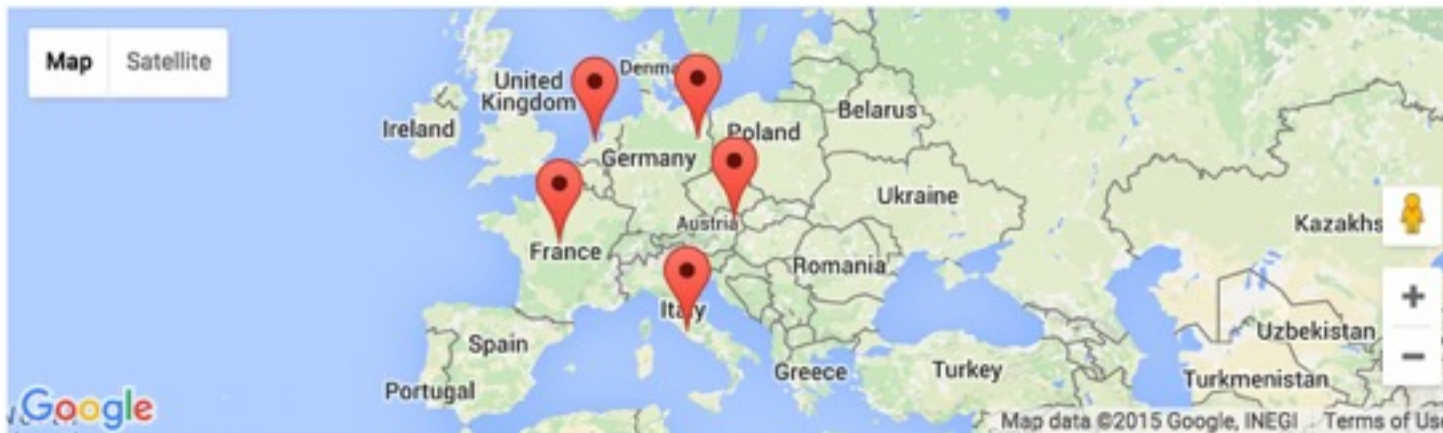 Map Satellite
United
Kingdom
Denma
Ireland
Belarus
Poland
Germany
Ukraine
Austria
France
Kazakhs
Romania
Italy
Uzbekistan
Spain
Greece
Turkey
Turkmenistan
Portugal
Google
Map data ©2015 Google, INEGI Terms of Use